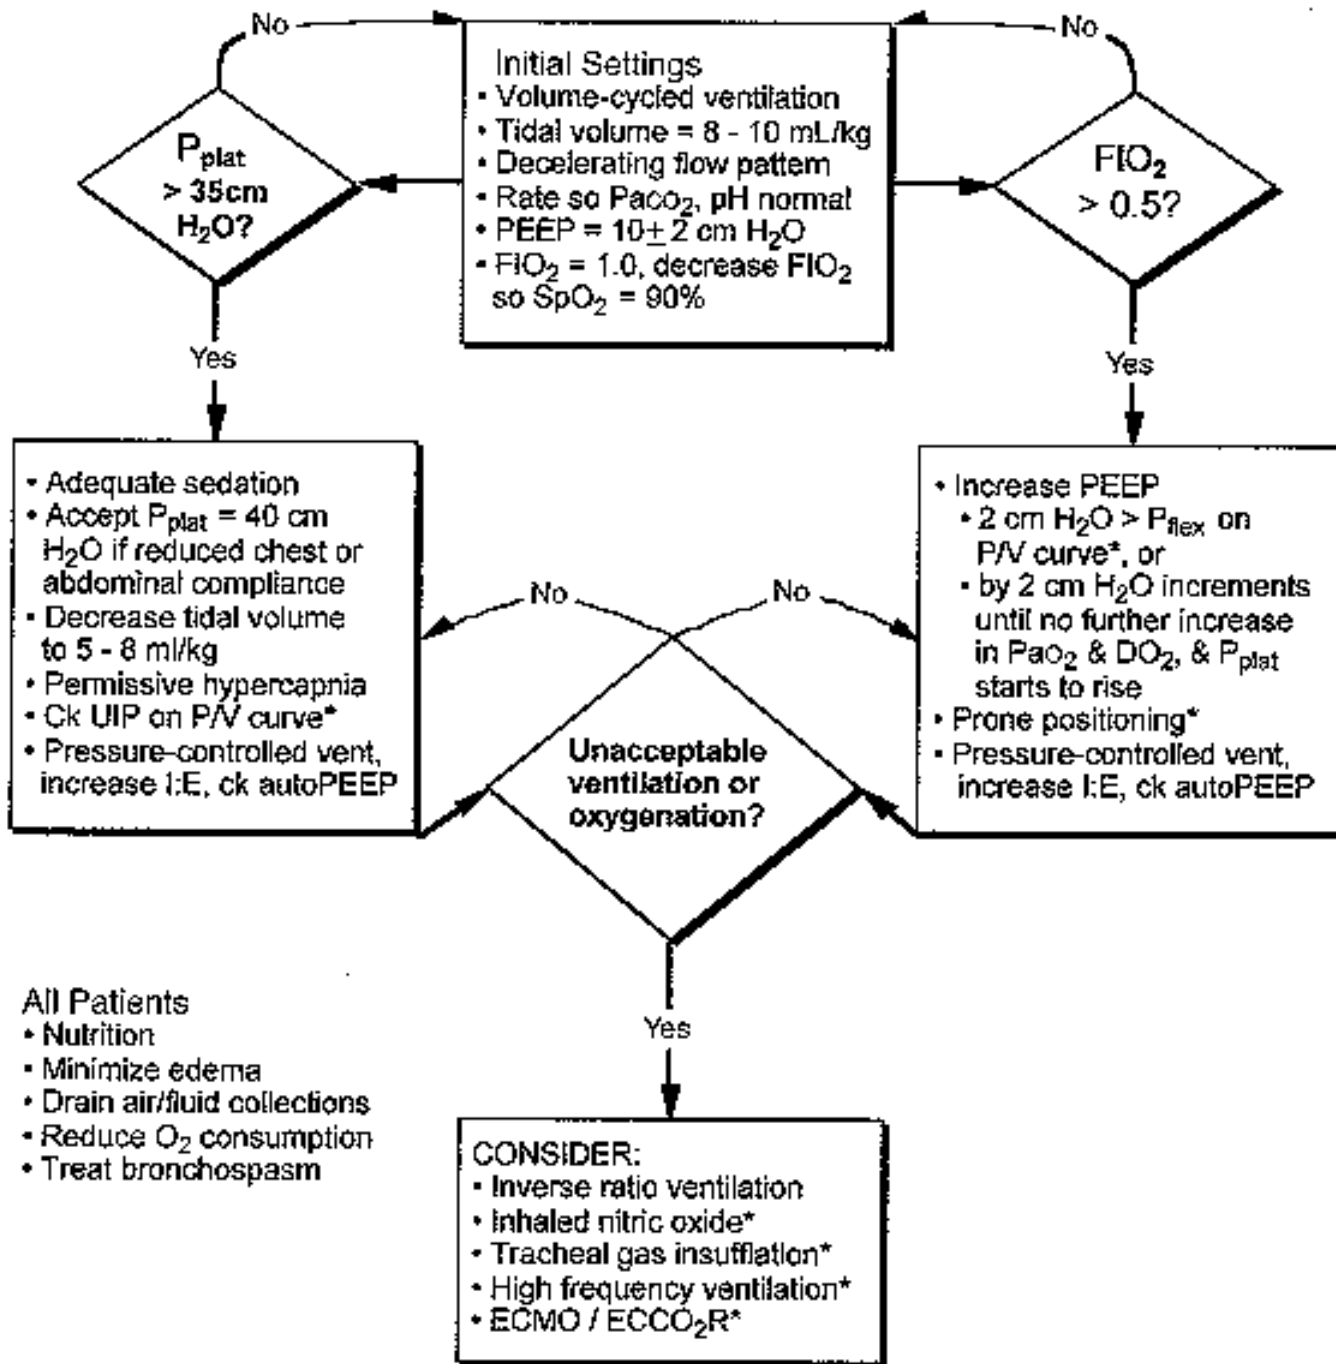 No
No
Initial Settings
• Volume-cycled ventilation
• Tidal volume = 8 - 10 mL/kg
• Decelerating flow pattern
• Rate so Paco₂, pH normal
• PEEP = 10± 2 cm H₂O
• FIO₂ = 1.0, decrease FIO₂
so SpO₂ = 90%
Pplat
> 35cm
H₂O?
FIO₂
> 0.5?
Yes
Yes
• Adequate sedation
• Accept Pplat = 40 cm
H₂O if reduced chest or
abdominal compliance
• Decrease tidal volume
to 5 - 8 ml/kg
• Permissive hypercapnia
• Ck UIP on P/V curve*
• Pressure-controlled vent,
increase I:E, ck autoPEEP
• Increase PEEP
• 2 cm H₂O > Pflex on
P/V curve*, or
• by 2 cm H₂O increments
until no further increase
in Pao₂ & DO₂, & Pplat
starts to rise
• Prone positioning*
• Pressure-controlled vent,
increase I:E, ck autoPEEP
No
No
Unacceptable
ventilation or
oxygenation?
Yes
All Patients
• Nutrition
• Minimize edema
• Drain air/fluid collections
• Reduce O₂ consumption
• Treat bronchospasm
CONSIDER:
• Inverse ratio ventilation
• Inhaled nitric oxide*
• Tracheal gas insufflation*
• High frequency ventilation*
• ECMO / ECCO₂R*